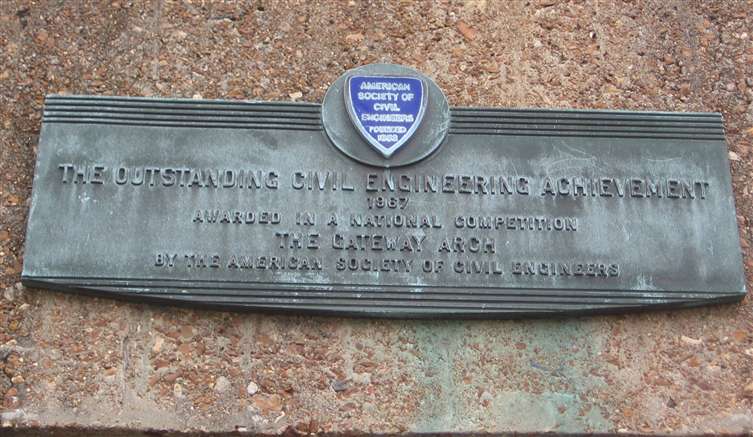 AMERICAN
SOCIETY OF
CIVIL
ENGINEERS
FOUNDED
1852
THE OUTSTANDING CIVIL ENGINEERING ACHIEVEMENT
1967
AWARDED IN A NATIONAL COMPETITION
THE GATEWAY ARCH
BY THE AMERICAN SOCIETY OF CIVIL ENGINEERS